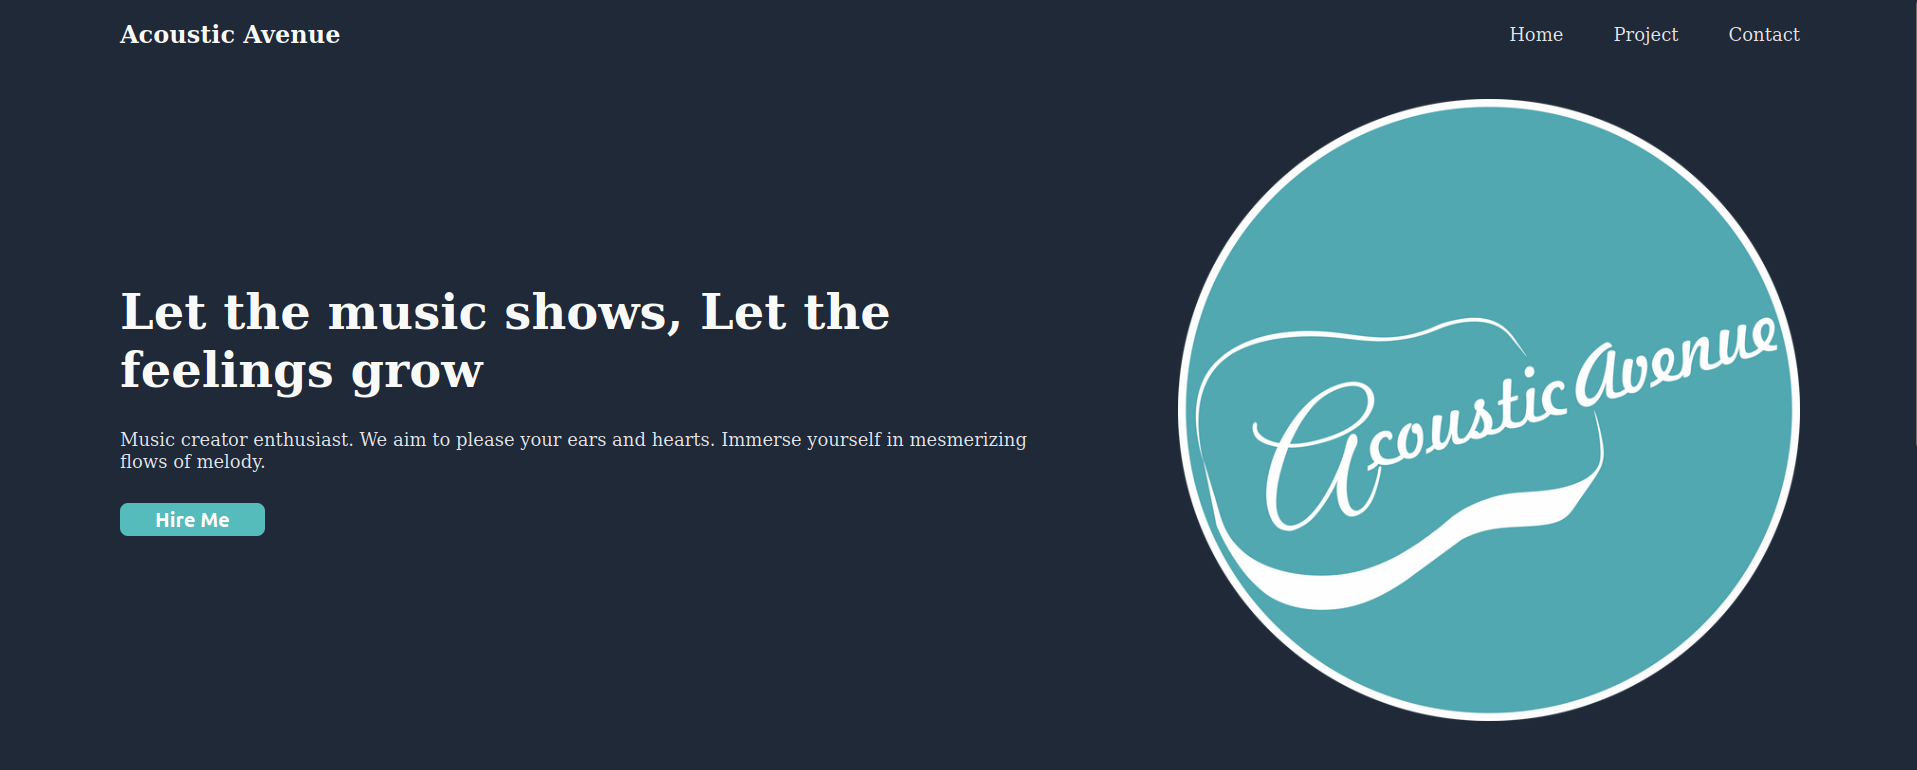 Acoustic Avenue
Home Project Contact
Let the music shows, Let the
feelings grow
Music creator enthusiast. We aim to please your ears and hearts. Immerse yourself in mesmerizing
flows of melody.
Hire Me
Acoustic Avenue